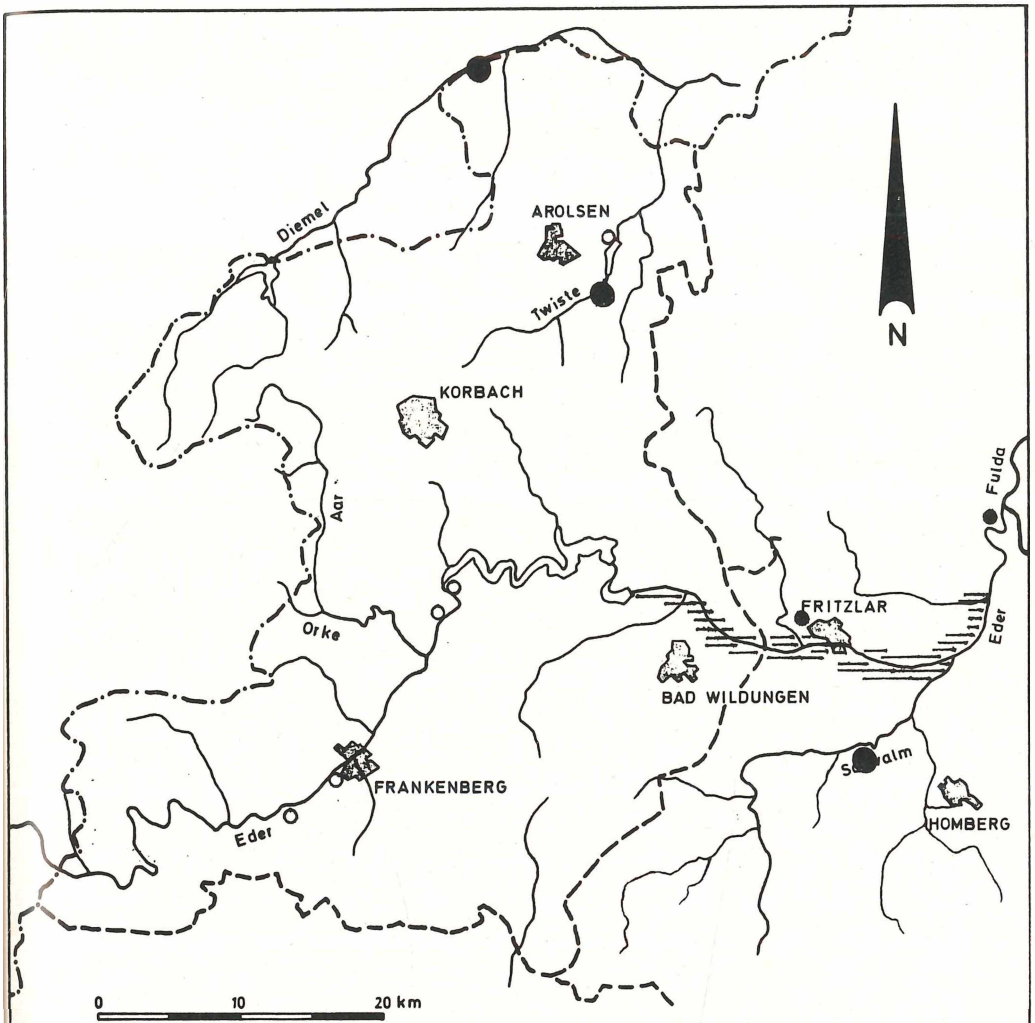 Diemel
AROLSEN
Twiste
N
KORBACH
Fulda
Aar
FRITZLAR
Eder
Orke
BAD WILDUNGEN
FRANKENBERG
Eder
HOMBERG
0 10 20 km